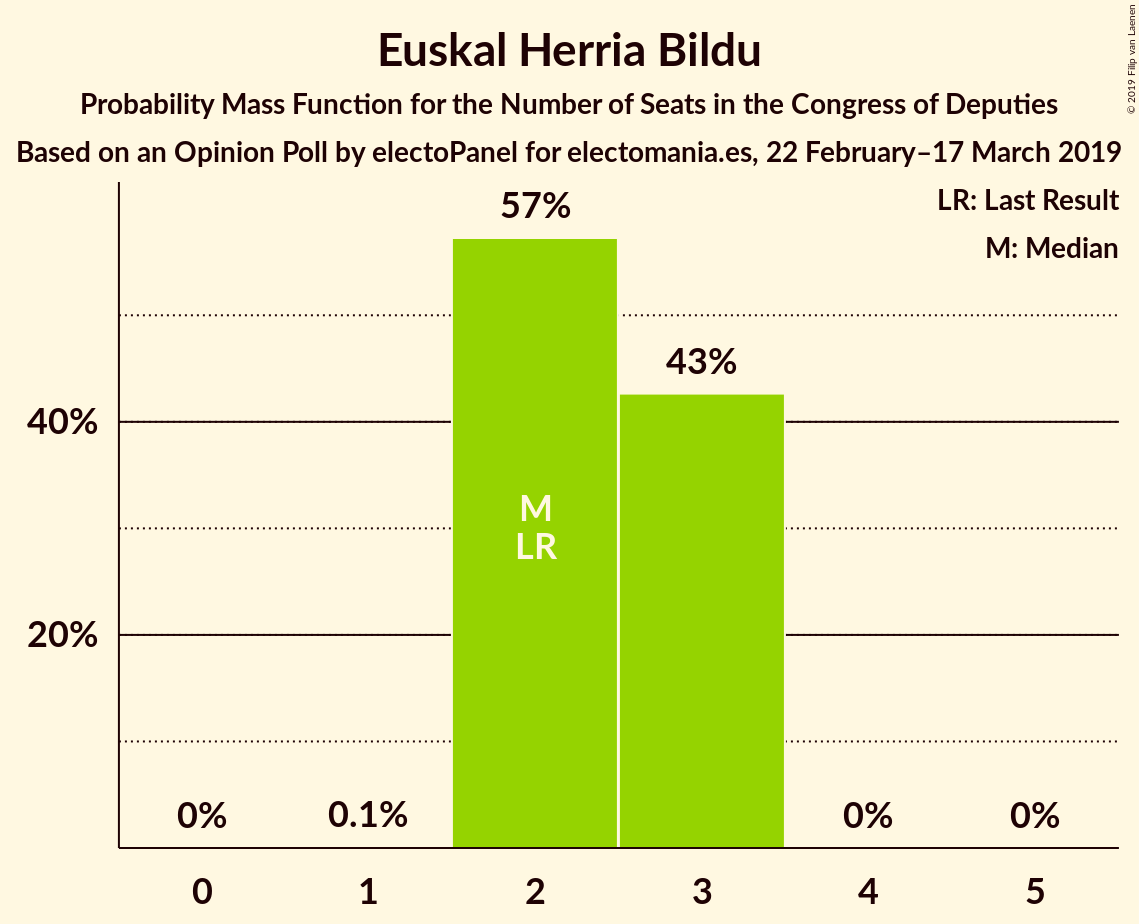 Euskal Herria Bildu
Probability Mass Function for the Number of Seats in the Congress of Deputies
Based on an Opinion Poll by electoPanel for electomania.es, 22 February–17 March 2019
© 2019 Filip van Laenen
LR: Last Result
M: Median
57%
43%
40%
M
LR
20%
0%
0.1%
0%
0%
0
1
2
3
4
5